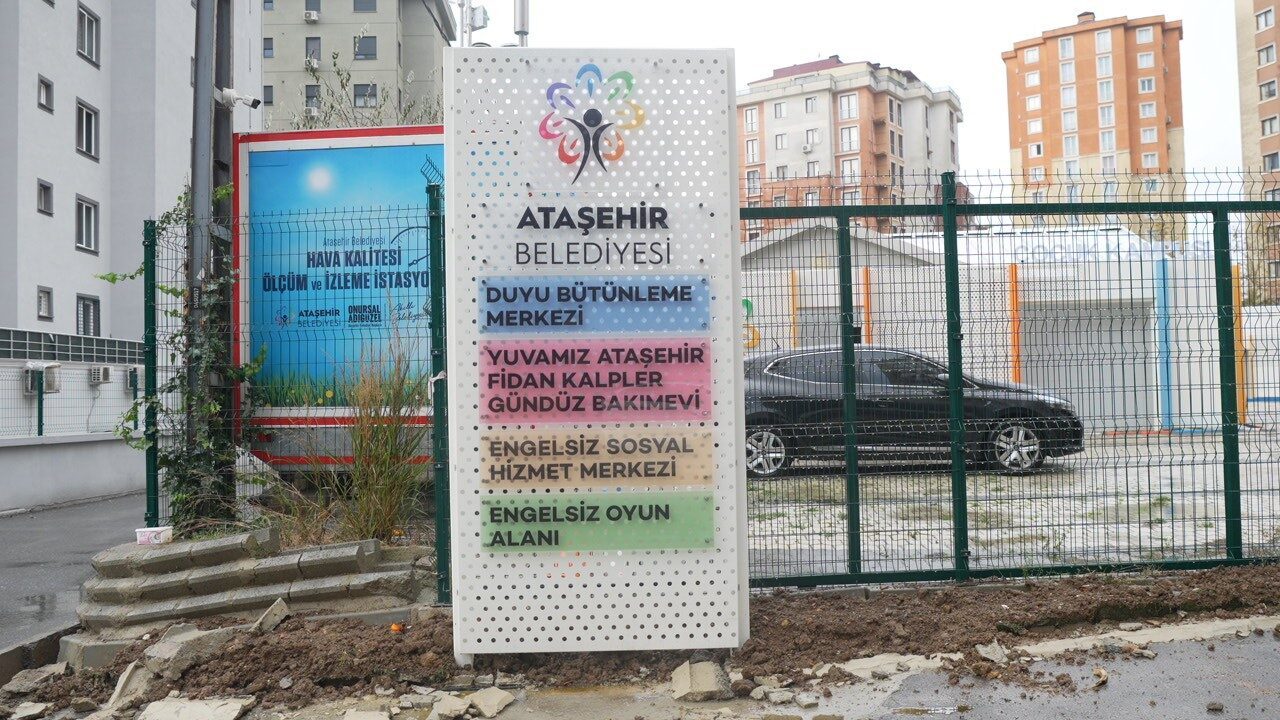 ATAŞEHİR
BELEDİYESİ
DUYU BÜTÜNLEME
MERKEZİ
YUVAMIZ ATAŞEHİR
FİDAN KALPLER
GÜNDÜZ BAKIMEVİ
ENGELSİZ SOSYAL
HİZMET MERKEZİ
ENGELSİZ OYUN
ALANI
Ataşehir Belediyesi
HAVA KALİTESİ
ÖLÇÜM ve İZLEME İSTASYO
ATAŞEHİR
BELEDİYESİ
ONURSAL
ADIGÜZEL